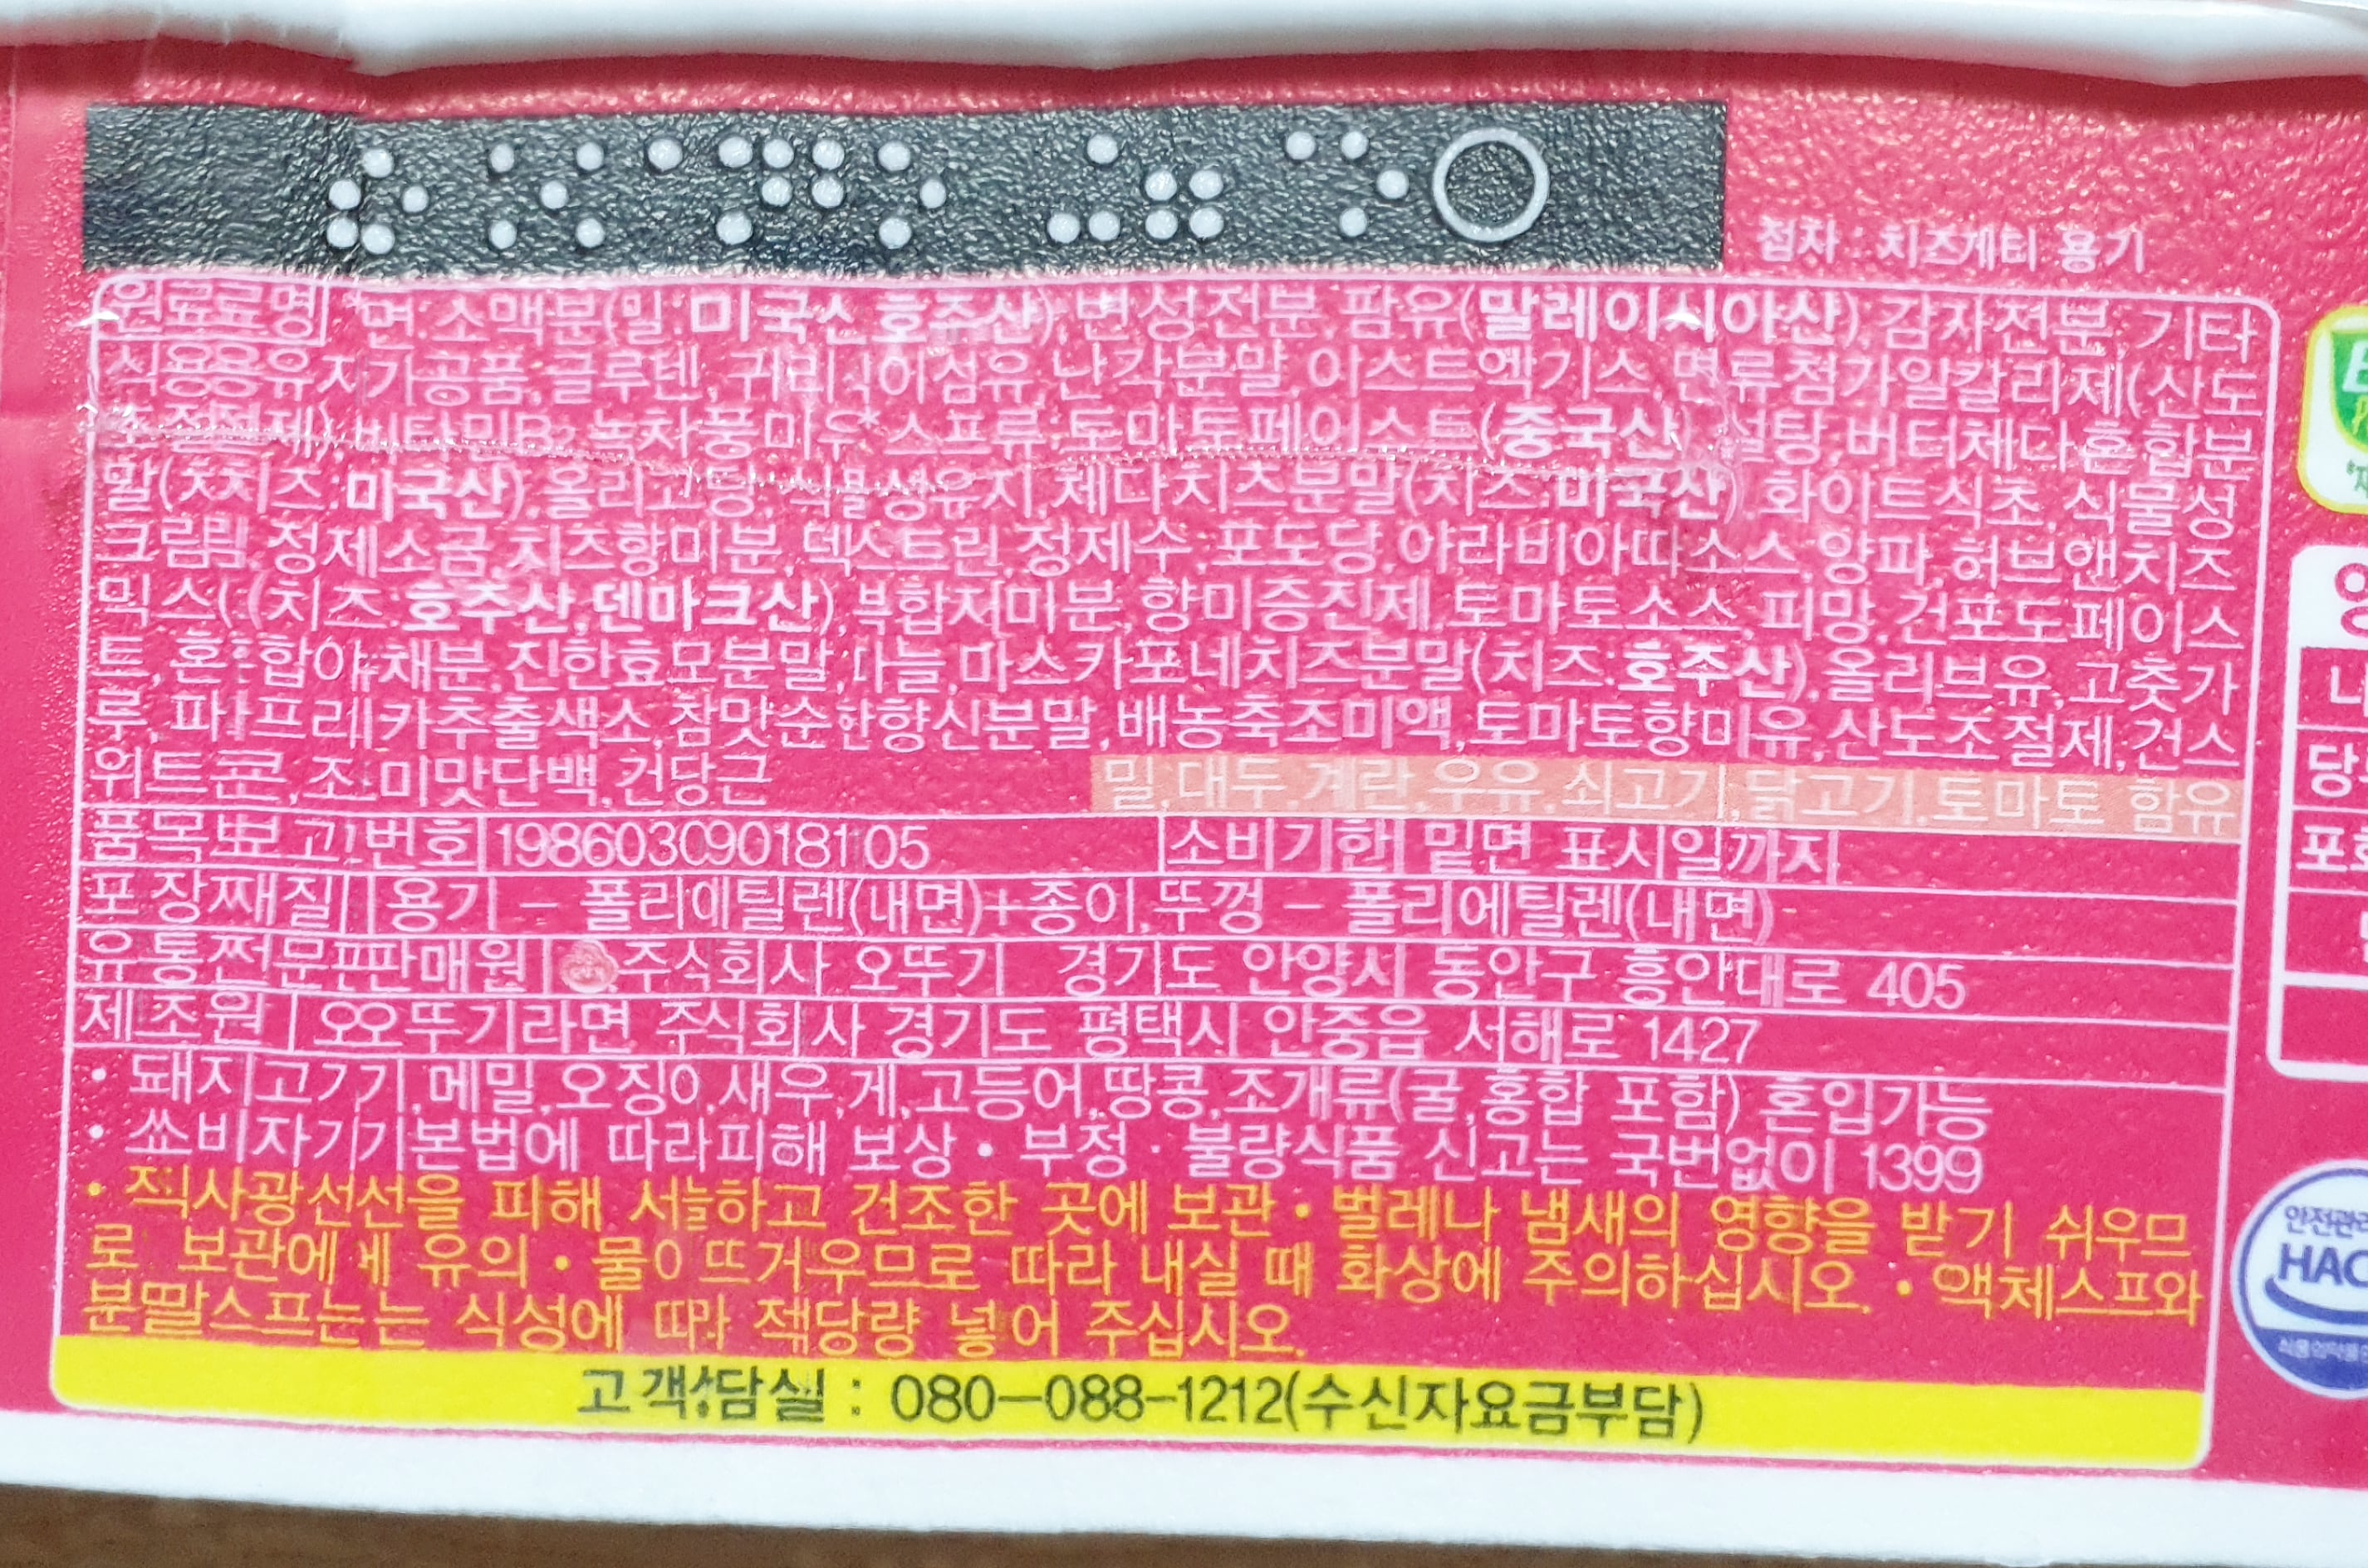 점자 : 치즈게티 용기
원료명 *면:소맥분(밀:미국산,호주산),변성전분,팜유(말레이시아산),감자전분,기타
식용유지가공품,글루텐,귀리식이섬유,난각분말,이스트엑기스,면류첨가알칼리제(산도
조절제),비타민B₂,녹차풍미유*스프류:토마토페이스트(중국산),설탕,버터체다혼합분
말(치즈:미국산),올리고당,식물성유지,체다치즈분말(치즈:미국산),화이트식초,식물성
크림,정제소금,치즈향미분,덱스트린,정제수,포도당,아라비아따소스,양파,허브앤치즈
믹스(치즈:호주산,덴마크산),복합저미분,향미증진제,토마토소스,피망,건포도페이스
트,혼합야채분,진한효모분말,마늘,마스카포네치즈분말(치즈:호주산),올리브유,고춧가
루,파프리카추출색소,참맛순한향신분말,배농축조미액,토마토향미유,산도조절제,건스
위트콘,조미맛단백,건당근 밀,대두,계란,우유,쇠고기,닭고기,토마토 함유
품목보고번호 19860309018105 소비기한 밑면 표시일까지
포장재질 용기 - 폴리에틸렌(내면)+종이,뚜껑 - 폴리에틸렌(내면)
유통전문판매원 주식회사 오뚜기 경기도 안양시 동안구 흥안대로 405
제조원 오뚜기라면 주식회사 경기도 평택시 안중읍 서해로 1427
• 돼지고기,메밀,오징어,새우,게,고등어,땅콩,조개류(굴,홍합 포함) 혼입가능
• 소비자기본법에 따라 피해 보상 • 부정 · 불량식품 신고는 국번없이 1399
• 직사광선을 피해 서늘하고 건조한 곳에 보관 • 벌레나 냄새의 영향을 받기 쉬우므
로 보관에 유의 • 물이 뜨거우므로 따라 내실 때 화상에 주의하십시오. • 액체스프와
분말스프는 식성에 따라 적당량 넣어 주십시오.
고객상담실 : 080-088-1212(수신자요금부담)
당
안전관리
HAC